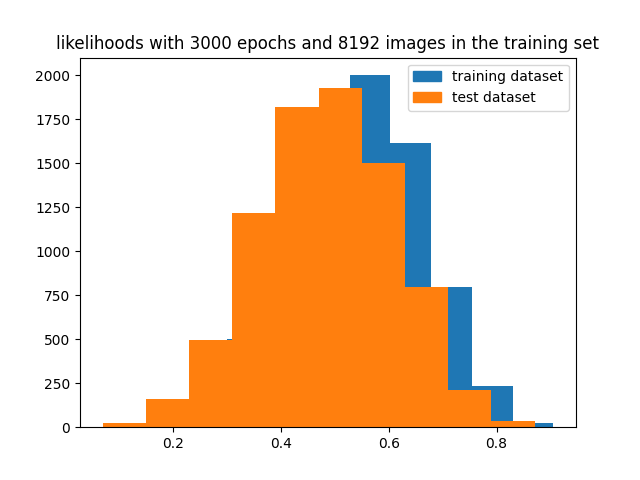 likelihoods with 3000 epochs and 8192 images in the training set
training dataset
test dataset
2000
1750
1500
1250
1000
750
500
250
0
0.2 0.4 0.6 0.8